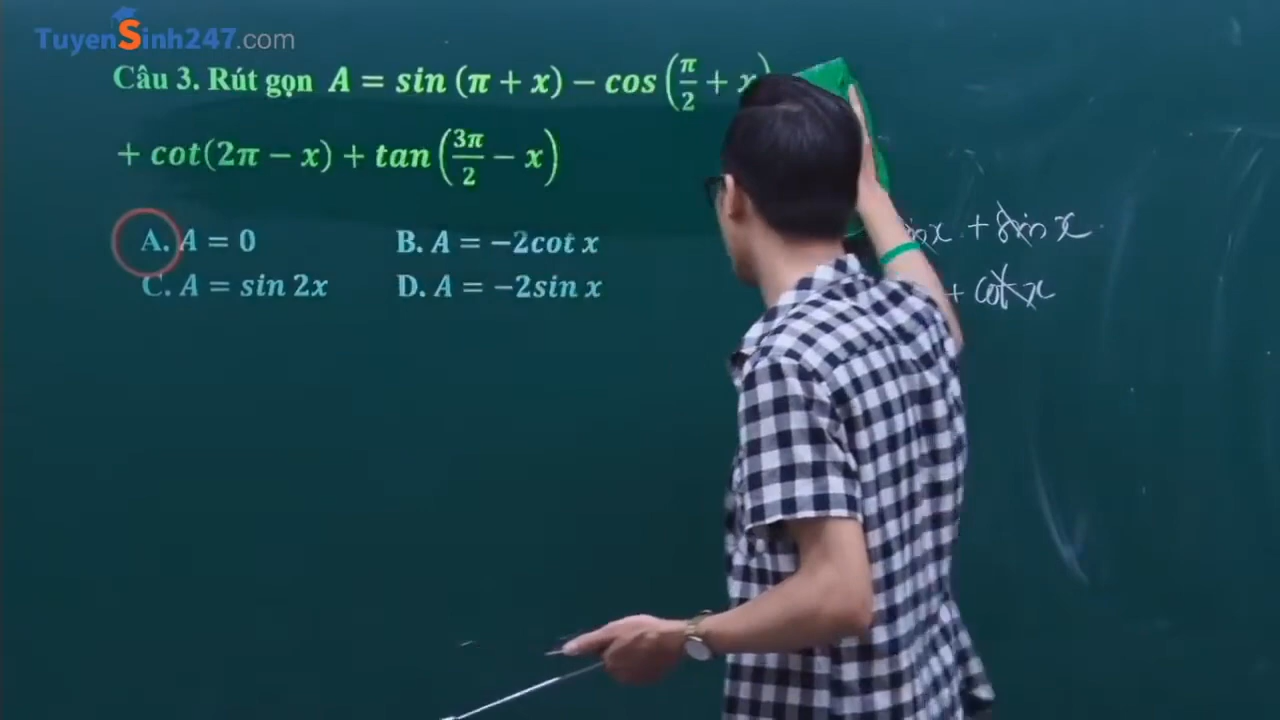 TuyenSinh247.com
Câu 3. Rút gọn A = sin (π + x) − cos (π/2 + x)
+ cot(2π − x) + tan(3π/2 − x)
A. A = 0 B. A = −2cot x
C. A = sin 2x D. A = −2sin x
x + sin x
+ cot x